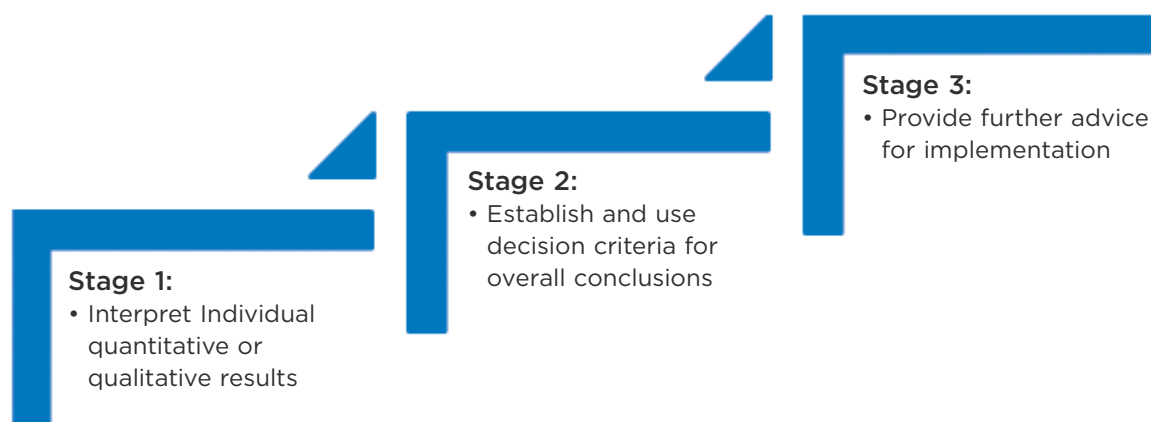 Stage 1:
• Interpret Individual
quantitative or
qualitative results
Stage 2:
• Establish and use
decision criteria for
overall conclusions
Stage 3:
• Provide further advice
for implementation